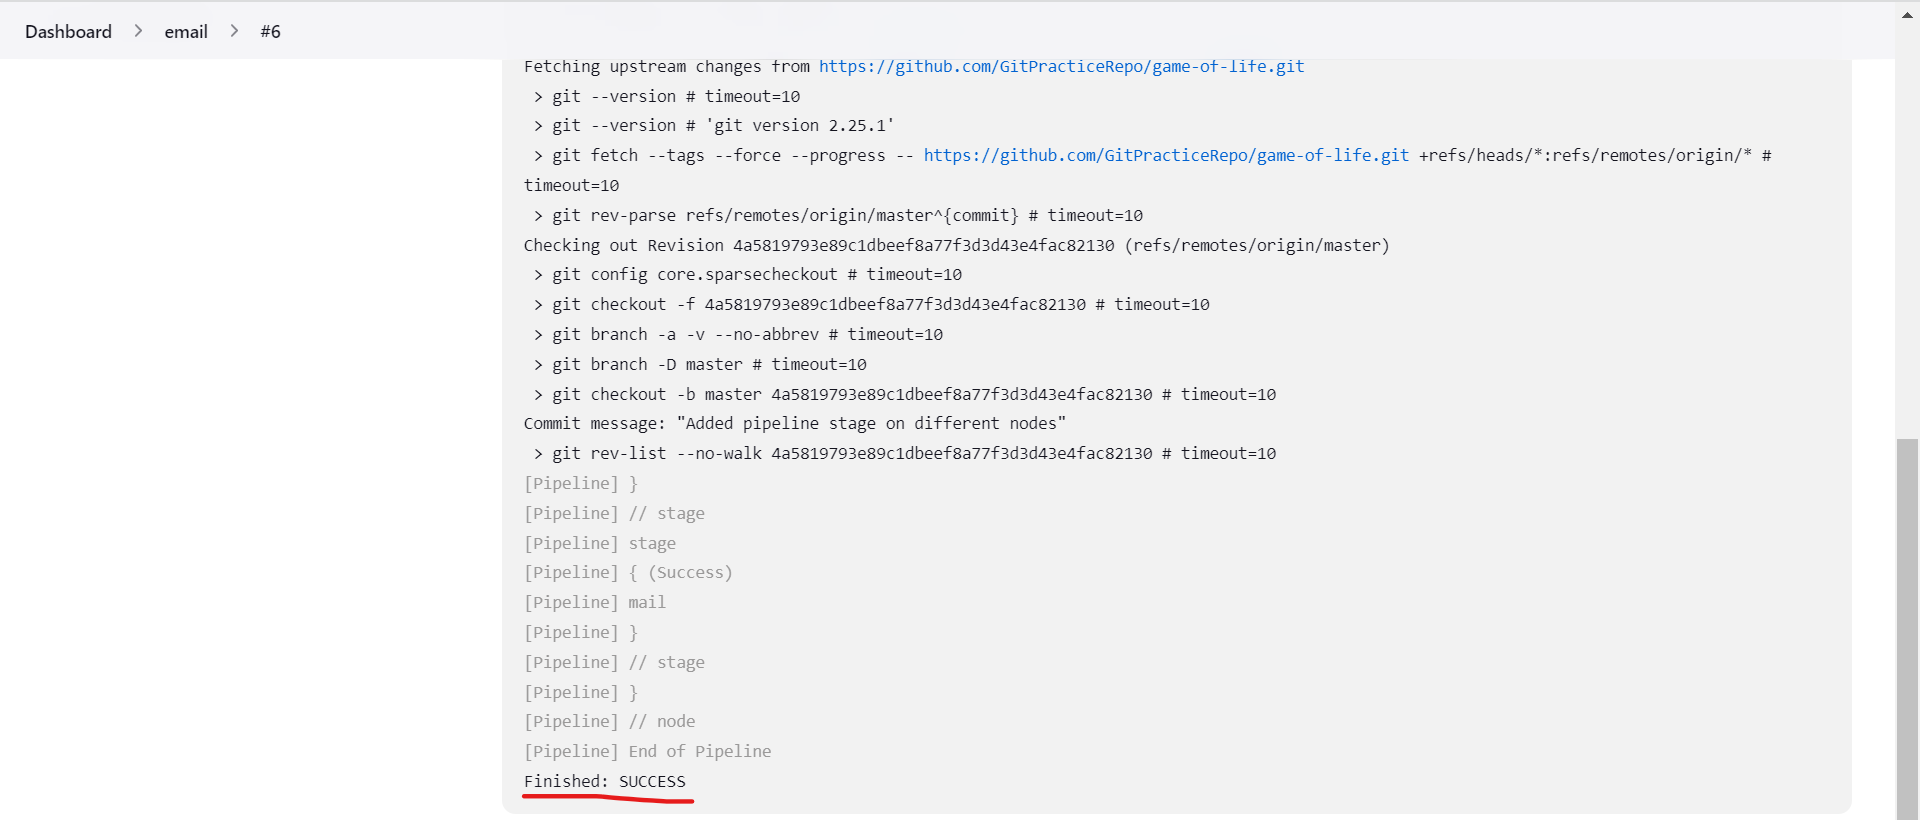 Dashboard > email > #6
Fetching upstream changes from https://github.com/GitPracticeRepo/game-of-life.git
 > git --version # timeout=10
 > git --version # 'git version 2.25.1'
 > git fetch --tags --force --progress -- https://github.com/GitPracticeRepo/game-of-life.git +refs/heads/*:refs/remotes/origin/* #
timeout=10
 > git rev-parse refs/remotes/origin/master^{commit} # timeout=10
Checking out Revision 4a5819793e89c1dbeef8a77f3d3d43e4fac82130 (refs/remotes/origin/master)
 > git config core.sparsecheckout # timeout=10
 > git checkout -f 4a5819793e89c1dbeef8a77f3d3d43e4fac82130 # timeout=10
 > git branch -a -v --no-abbrev # timeout=10
 > git branch -D master # timeout=10
 > git checkout -b master 4a5819793e89c1dbeef8a77f3d3d43e4fac82130 # timeout=10
Commit message: "Added pipeline stage on different nodes"
 > git rev-list --no-walk 4a5819793e89c1dbeef8a77f3d3d43e4fac82130 # timeout=10
[Pipeline] }
[Pipeline] // stage
[Pipeline] stage
[Pipeline] { (Success)
[Pipeline] mail
[Pipeline] }
[Pipeline] // stage
[Pipeline] }
[Pipeline] // node
[Pipeline] End of Pipeline
Finished: SUCCESS